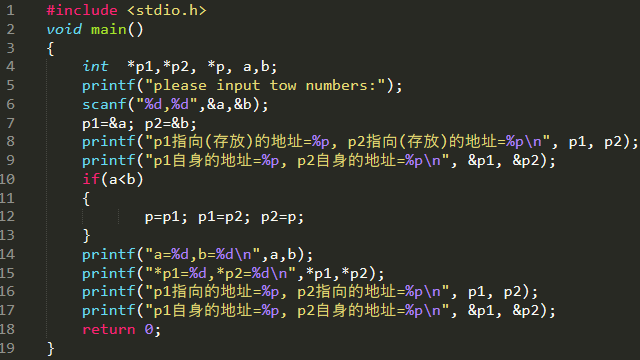 1 #include <stdio.h>
2 void main()
3 {
4 int *p1,*p2, *p, a,b;
5 printf("please input tow numbers:");
6 scanf("%d,%d",&a,&b);
7 p1=&a; p2=&b;
8 printf("p1指向(存放)的地址=%p, p2指向(存放)的地址=%p\n", p1, p2);
9 printf("p1自身的地址=%p, p2自身的地址=%p\n", &p1, &p2);
10 if(a<b)
11 {
12 p=p1; p1=p2; p2=p;
13 }
14 printf("a=%d,b=%d\n",a,b);
15 printf("*p1=%d,*p2=%d\n",*p1,*p2);
16 printf("p1指向的地址=%p, p2指向的地址=%p\n", p1, p2);
17 printf("p1自身的地址=%p, p2自身的地址=%p\n", &p1, &p2);
18 return 0;
19 }